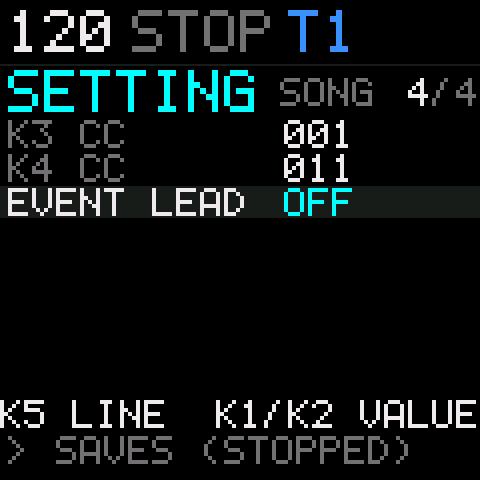 120 STOP T1
SETTING SONG 4/4
K3 CC 001
K4 CC 011
EVENT LEAD OFF
K5 LINE K1/K2 VALUE
> SAVES (STOPPED)